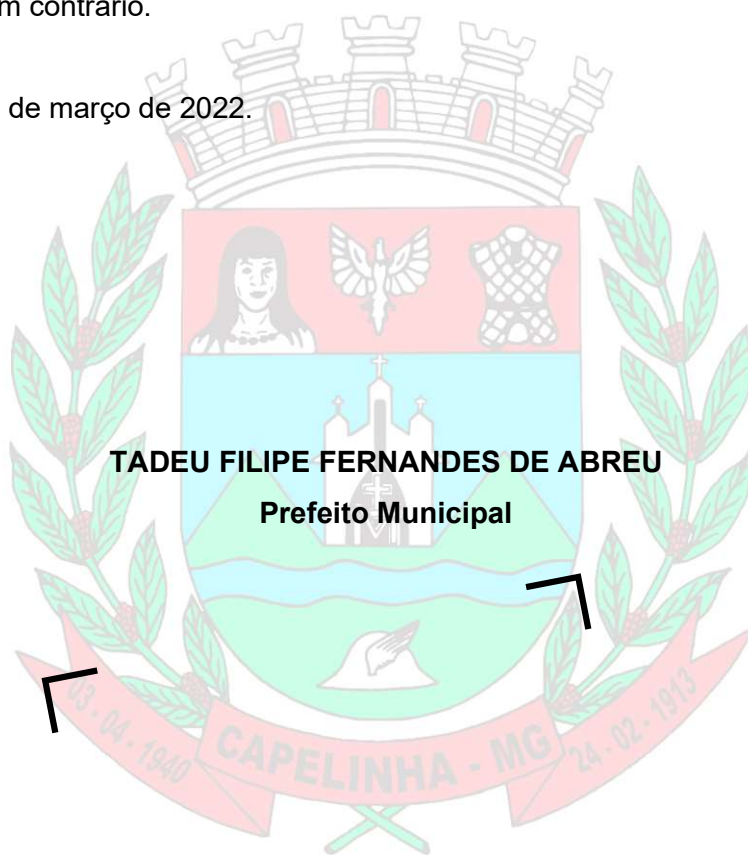 m contrário.
de março de 2022.
TADEU FILIPE FERNANDES DE ABREU
Prefeito Municipal
03 - 04 - 1940
CAPELINHA - MG
24 - 02 - 1913